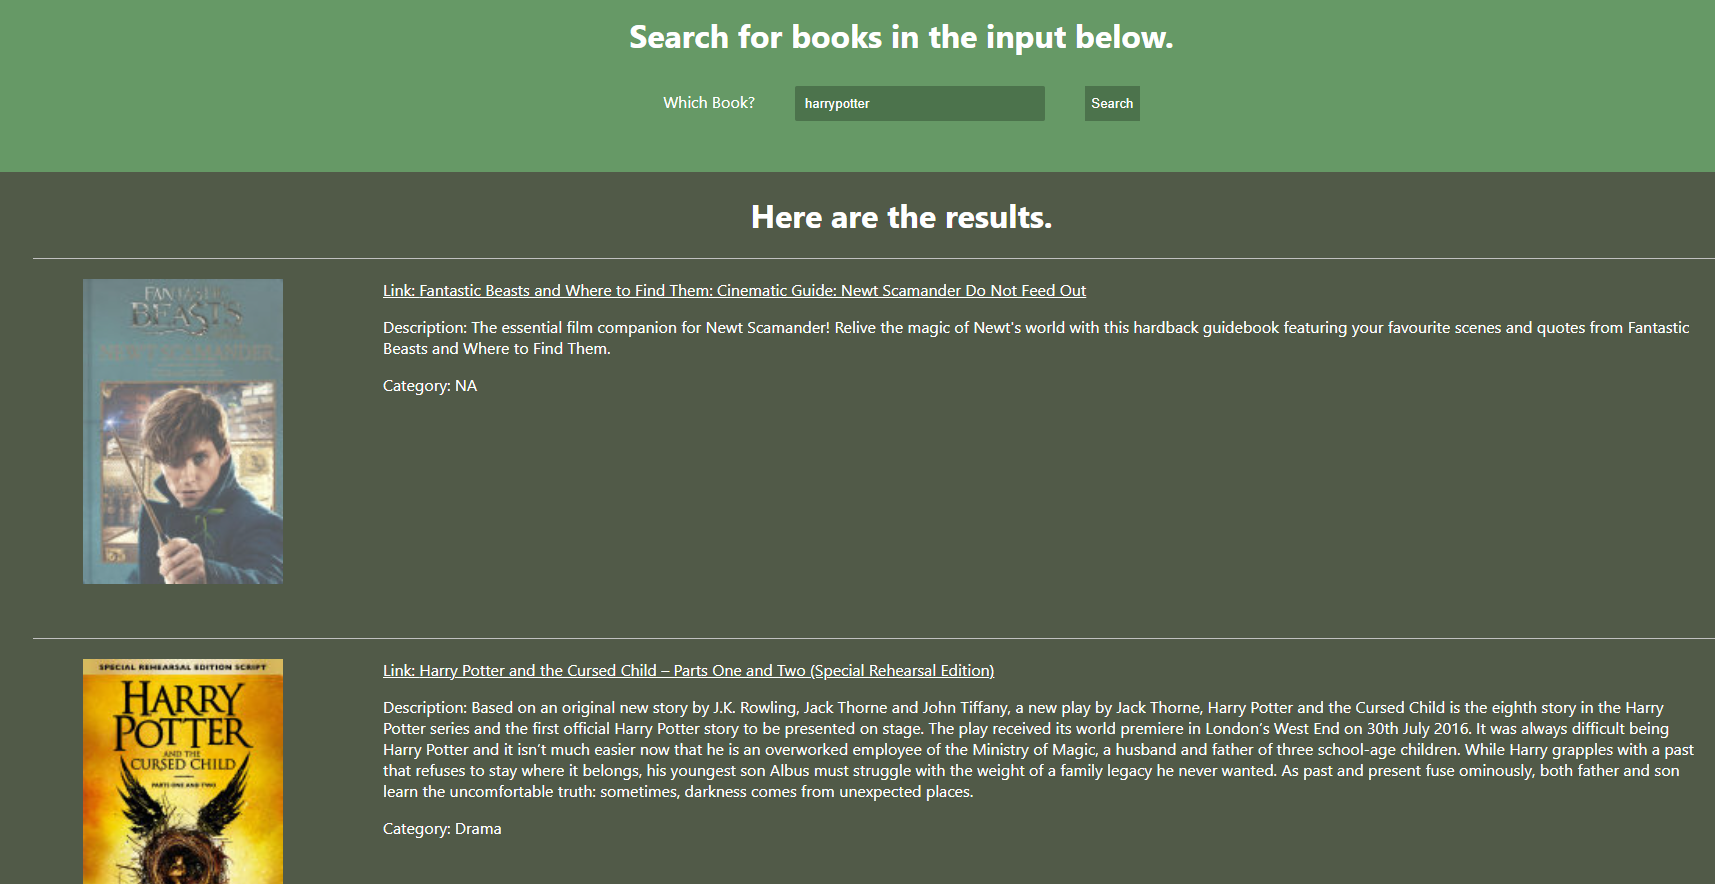 Search for books in the input below.
Which Book?
harrypotter
Search
Here are the results.
FANTASTIC
BEASTS
NEWT SCAMANDER
Link: Fantastic Beasts and Where to Find Them: Cinematic Guide: Newt Scamander Do Not Feed Out
Description: The essential film companion for Newt Scamander! Relive the magic of Newt's world with this hardback guidebook featuring your favourite scenes and quotes from Fantastic
Beasts and Where to Find Them.
Category: NA
SPECIAL REHEARSAL EDITION SCRIPT
HARRY
POTTER
AND THE
CURSED CHILD
PARTS ONE AND TWO
Link: Harry Potter and the Cursed Child – Parts One and Two (Special Rehearsal Edition)
Description: Based on an original new story by J.K. Rowling, Jack Thorne and John Tiffany, a new play by Jack Thorne, Harry Potter and the Cursed Child is the eighth story in the Harry
Potter series and the first official Harry Potter story to be presented on stage. The play received its world premiere in London’s West End on 30th July 2016. It was always difficult being
Harry Potter and it isn’t much easier now that he is an overworked employee of the Ministry of Magic, a husband and father of three school-age children. While Harry grapples with a past
that refuses to stay where it belongs, his youngest son Albus must struggle with the weight of a family legacy he never wanted. As past and present fuse ominously, both father and son
learn the uncomfortable truth: sometimes, darkness comes from unexpected places.
Category: Drama